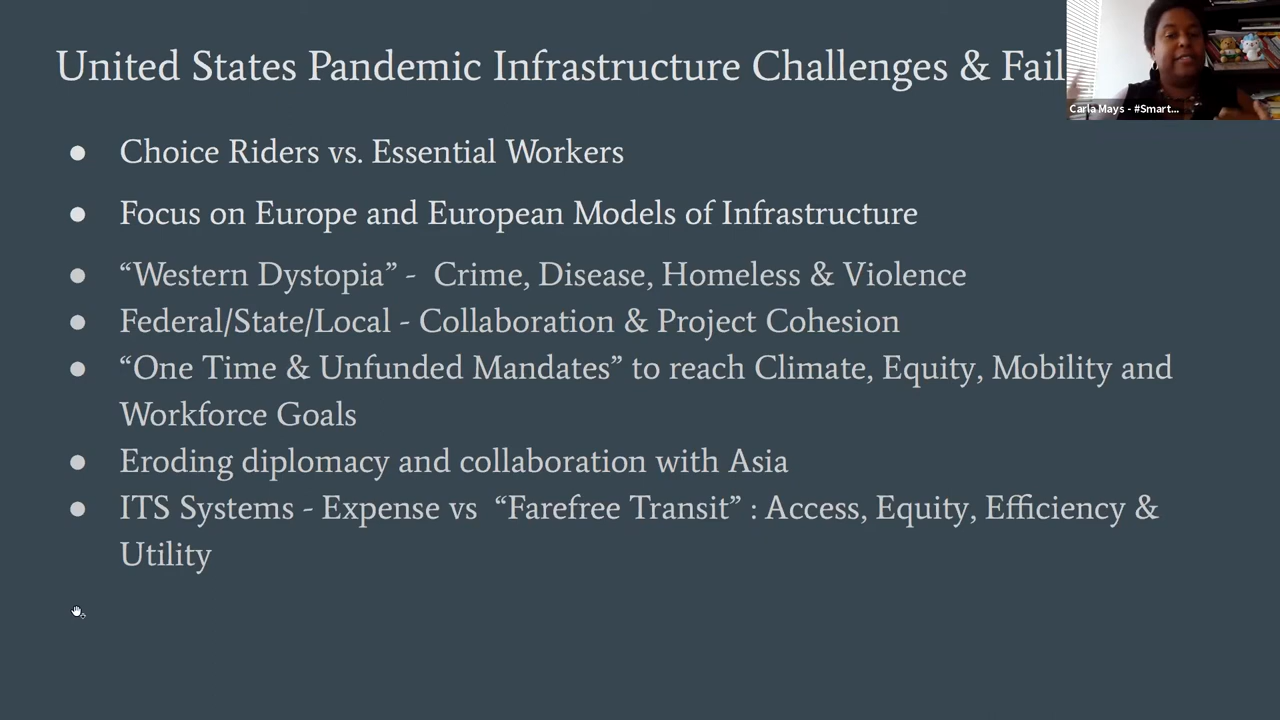 United States Pandemic Infrastructure Challenges & Fail
Carla Mays - #Smart...
● Choice Riders vs. Essential Workers
● Focus on Europe and European Models of Infrastructure
● “Western Dystopia” - Crime, Disease, Homeless & Violence
● Federal/State/Local - Collaboration & Project Cohesion
● “One Time & Unfunded Mandates” to reach Climate, Equity, Mobility and
Workforce Goals
● Eroding diplomacy and collaboration with Asia
● ITS Systems - Expense vs “Farefree Transit” : Access, Equity, Efficiency &
Utility